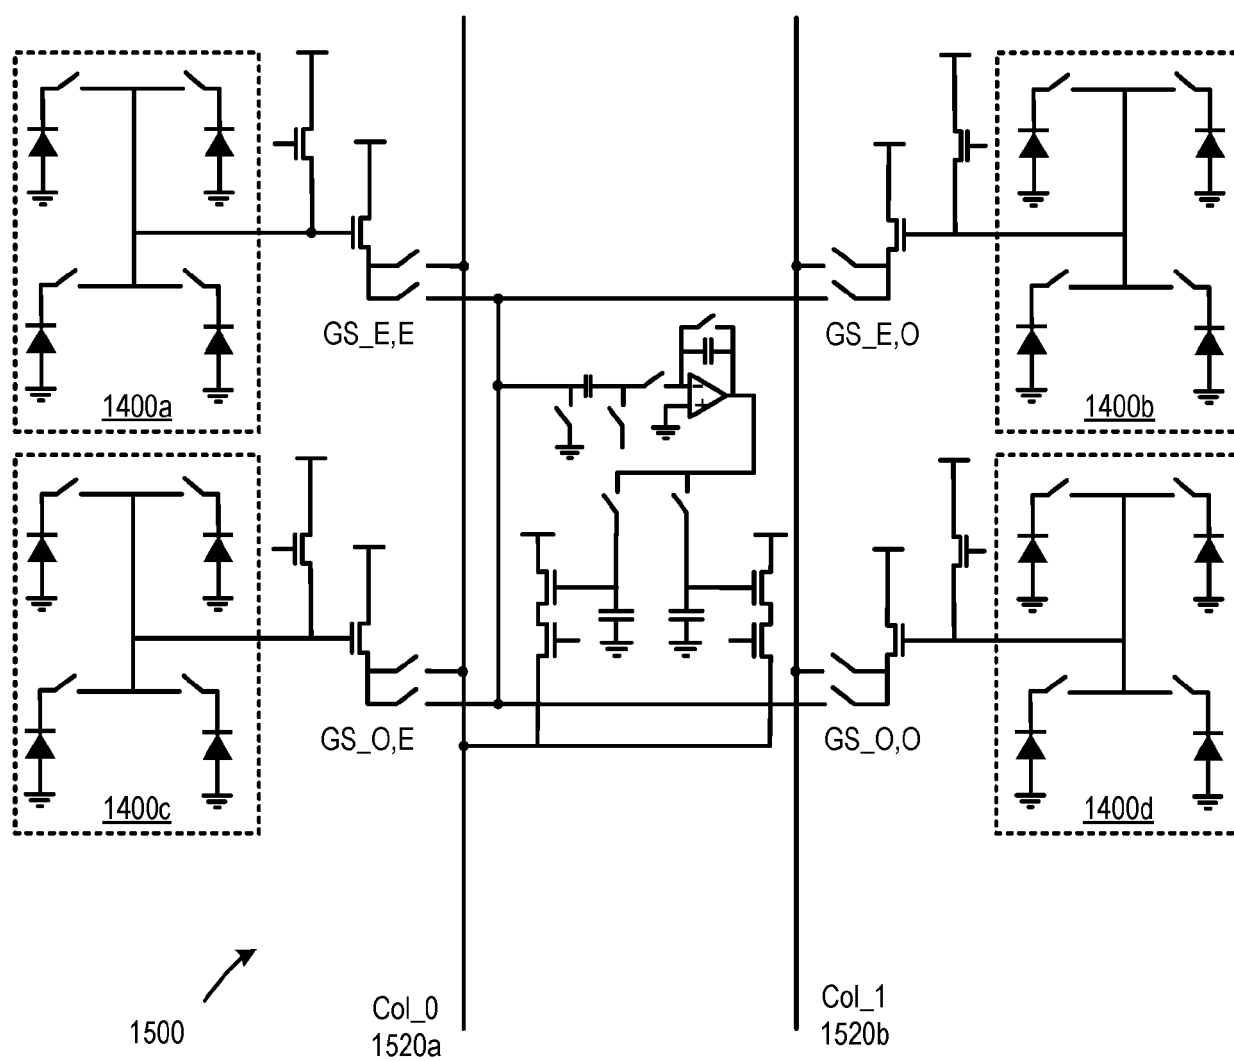 GS_E,E
GS_E,O
1400a
1400b
GS_O,E
GS_O,O
1400c
1400d
Col_0
1520a
Col_1
1520b
1500